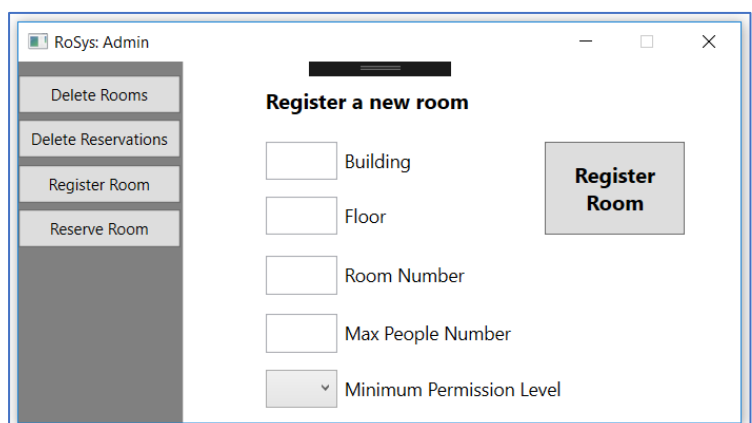 RoSys: Admin
Delete Rooms
Delete Reservations
Register Room
Reserve Room
Register a new room
Building
Floor
Room Number
Max People Number
Minimum Permission Level
Register
Room